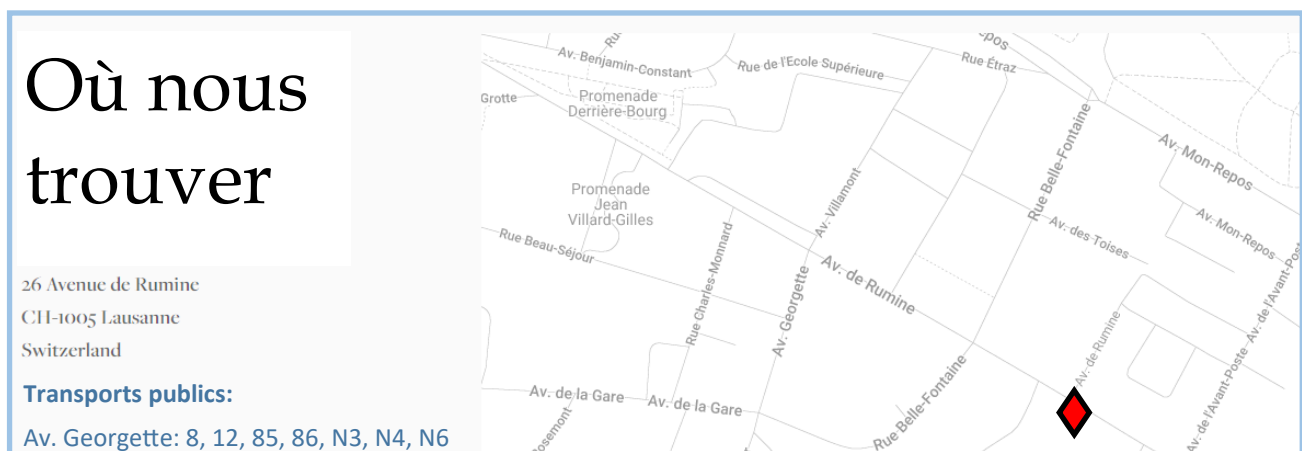 Où nous
trouver
26 Avenue de Rumine
CH-1005 Lausanne
Switzerland
Transports publics:
Av. Georgette: 8, 12, 85, 86, N3, N4, N6
Av. Benjamin-Constant
Rue de l'Ecole Supérieure
Rue Étraz
Grotte
Promenade
Derrière-Bourg
Promenade
Jean
Villard-Gilles
Rue Beau-Séjour
Rue Charles-Monnard
Av. Villamont
Av. Georgette
Av. de Rumine
Rue Belle-Fontaine
Av. Mon-Repos
Av. Mon-Repos
Av. des Toises
Av. de Rumine
Av. de l'Avant-Poste
Av. de l'Avant-Poste
Av. de la Gare
Av. de la Gare
Rue Belle-Fontaine